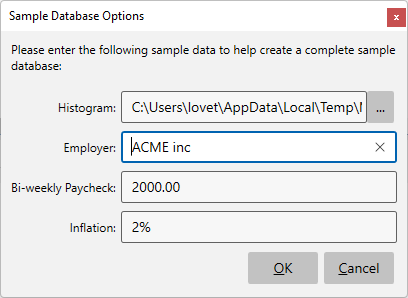 Sample Database Options
x
Please enter the following sample data to help create a complete sample
database:
Histogram: C:\Users\lovet\AppData\Local\Temp\ ...
Employer: ACME inc
Bi-weekly Paycheck: 2000.00
Inflation: 2%
OK Cancel